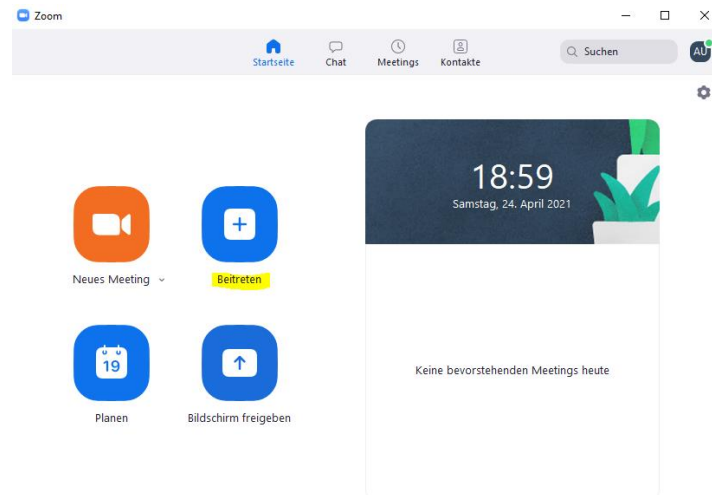 Zoom
Startseite
Chat
Meetings
Kontakte
Suchen
AU
18:59
Samstag, 24. April 2021
Neues Meeting
Beitreten
19
Planen
Bildschirm freigeben
Keine bevorstehenden Meetings heute